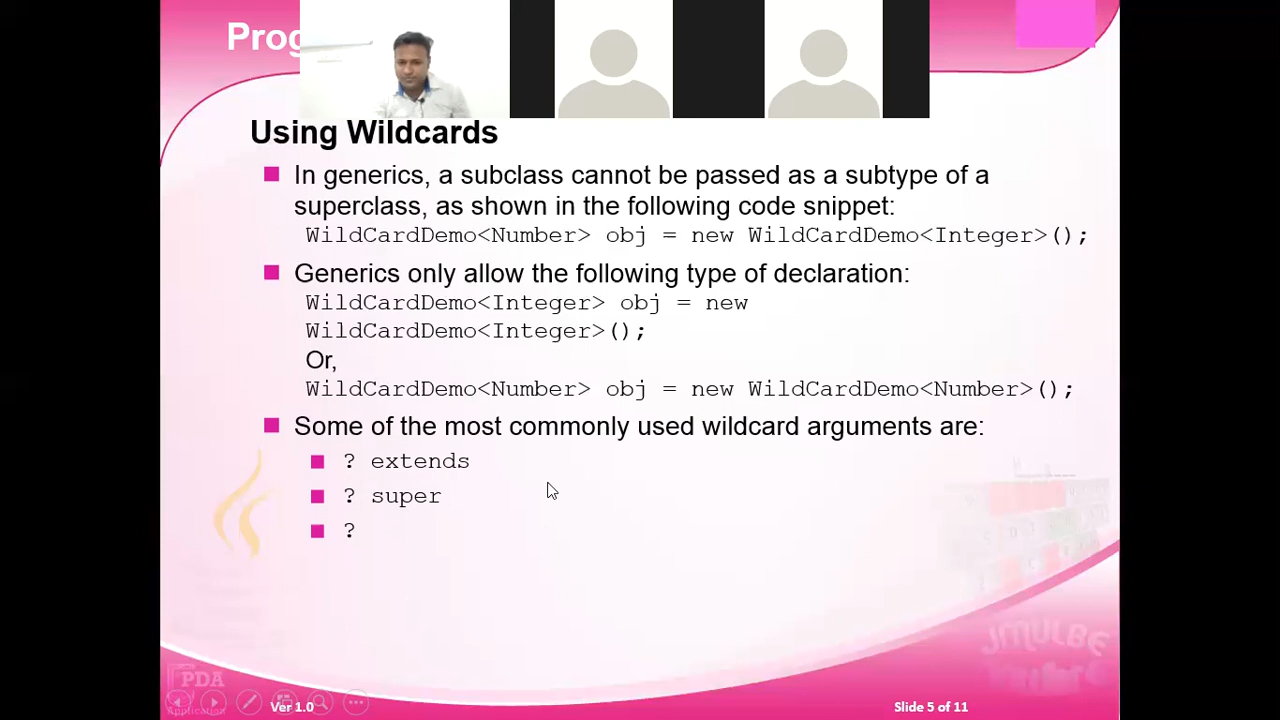 Prog
Using Wildcards
In generics, a subclass cannot be passed as a subtype of a
superclass, as shown in the following code snippet:
WildCardDemo<Number> obj = new WildCardDemo<Integer>();
Generics only allow the following type of declaration:
WildCardDemo<Integer> obj = new
WildCardDemo<Integer>();
Or,
WildCardDemo<Number> obj = new WildCardDemo<Number>();
Some of the most commonly used wildcard arguments are:
? extends
? super
?
JMULBE
PDA
Application
Ver 1.0
Slide 5 of 11